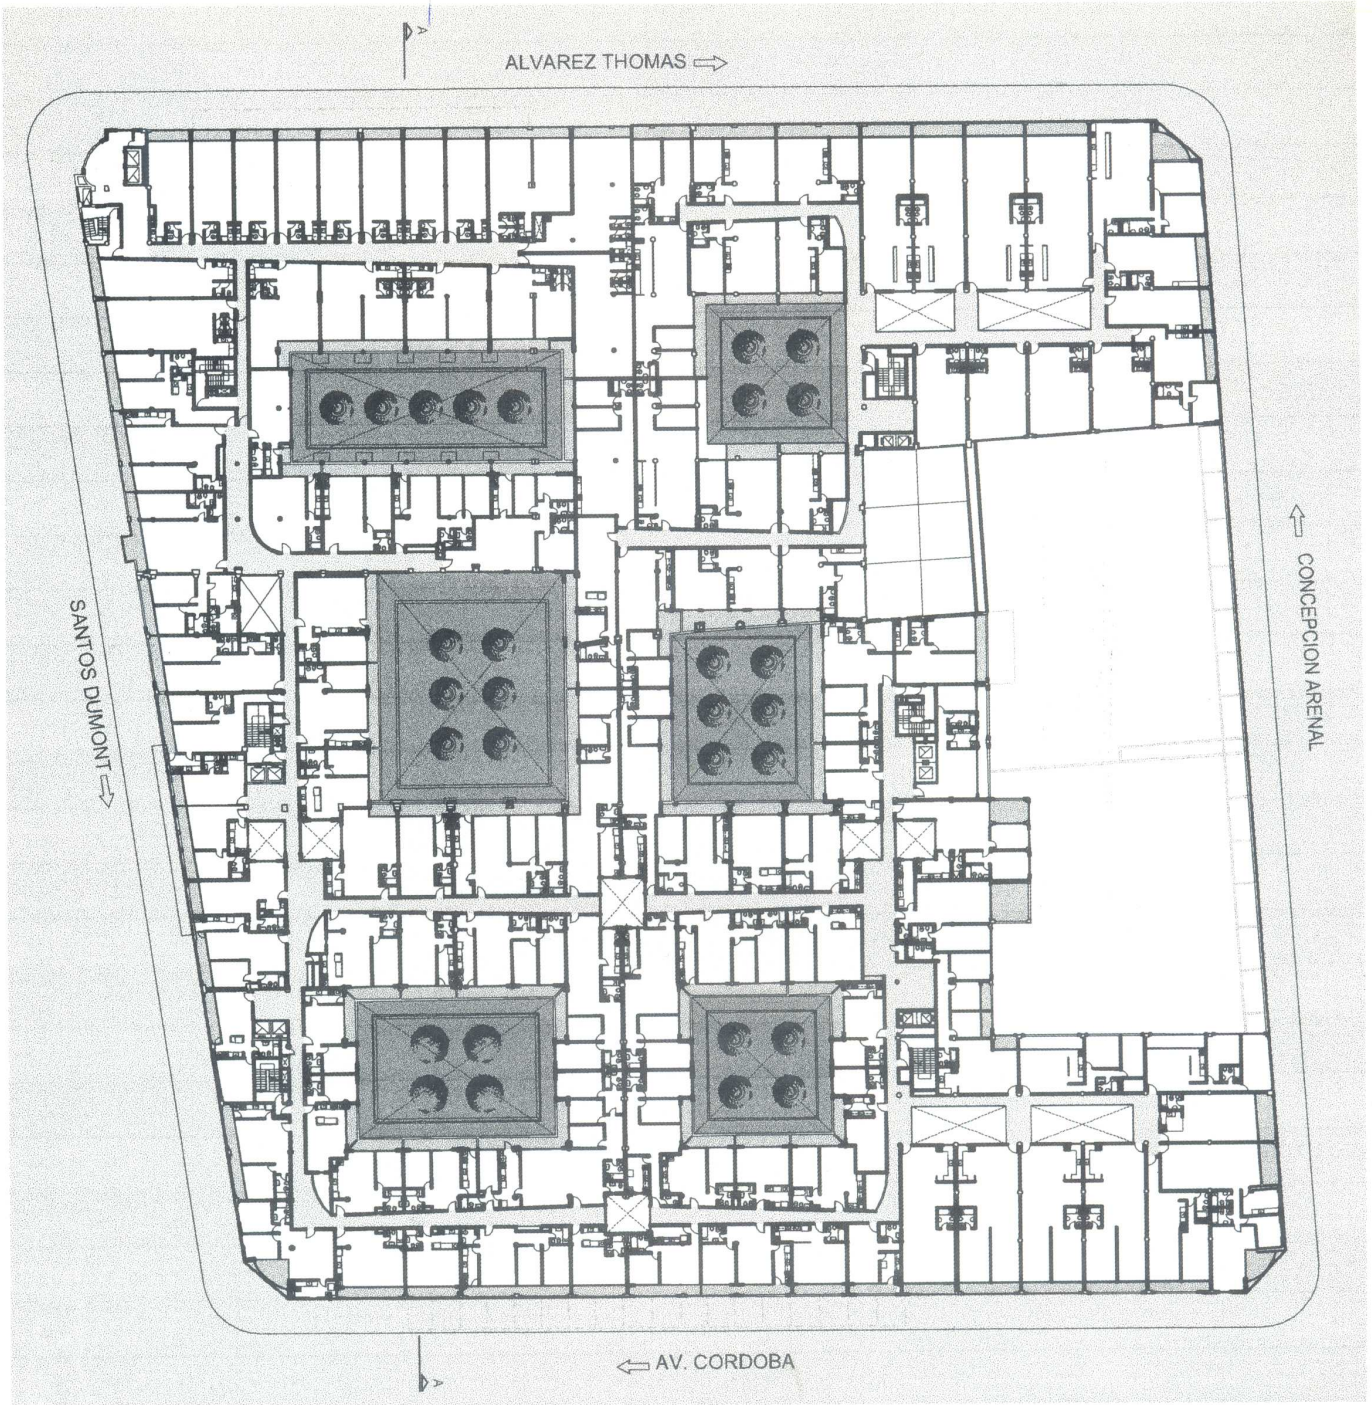 A
ALVAREZ THOMAS
SANTOS DUMONT
CONCEPCION ARENAL
AV. CORDOBA
A